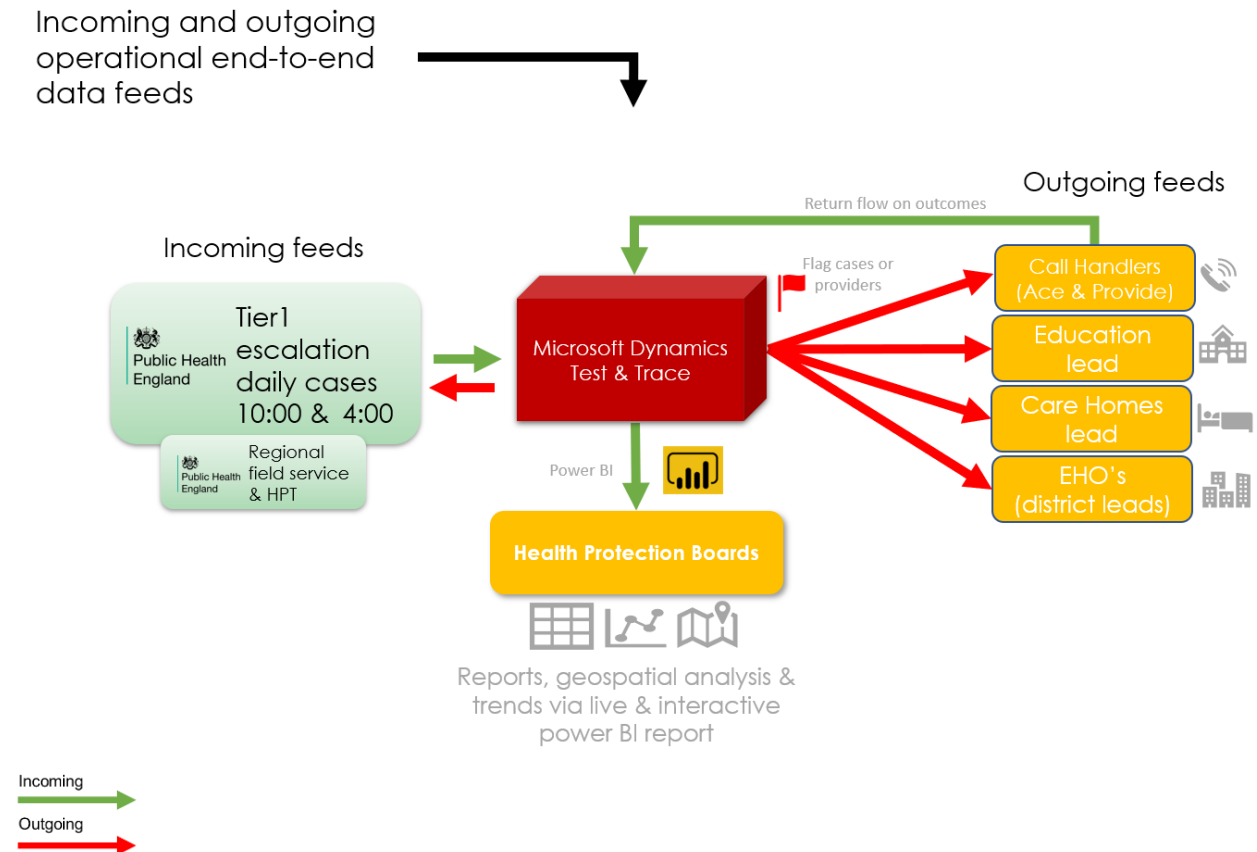 Incoming and outgoing
operational end-to-end
data feeds
Outgoing feeds
Return flow on outcomes
Incoming feeds
Flag cases or
providers
Call Handlers
(Ace & Provide)
Public Health
England
Tier1
escalation
daily cases
10:00 & 4:00
Microsoft Dynamics
Test & Trace
Education
lead
Care Homes
lead
Public Health
England
Regional
field service
& HPT
Power BI
EHO's
(district leads)
Health Protection Boards
Reports, geospatial analysis &
trends via live & interactive
power BI report
Incoming
Outgoing